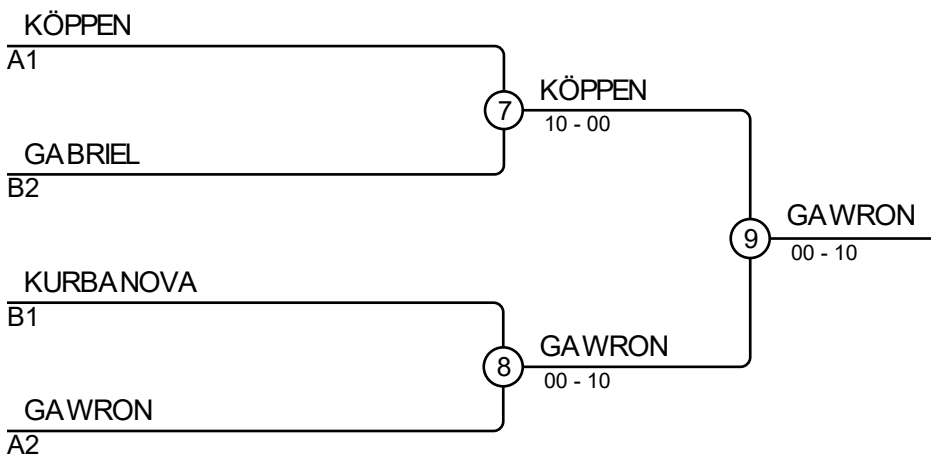 KÖPPEN
A1
7
KÖPPEN
10 - 00
GABRIEL
B2
9
GAWRON
00 - 10
KURBANOVA
B1
8
GAWRON
00 - 10
GAWRON
A2